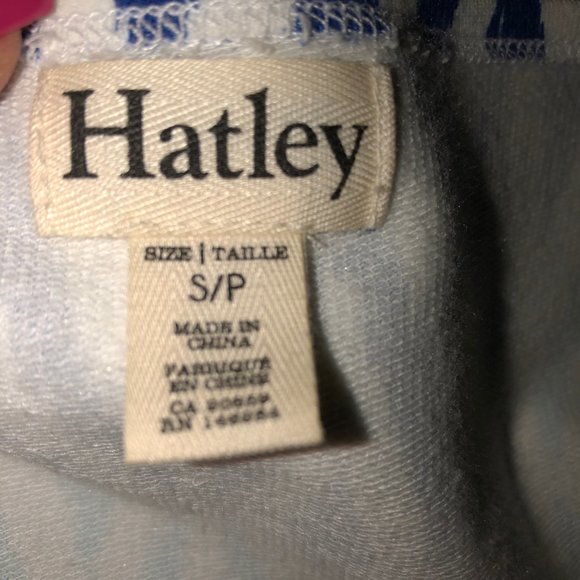 Hatley
SIZE | TAILLE
S/P
MADE IN
CHINA
FABRIQUÉ
EN CHINE
CA
RN